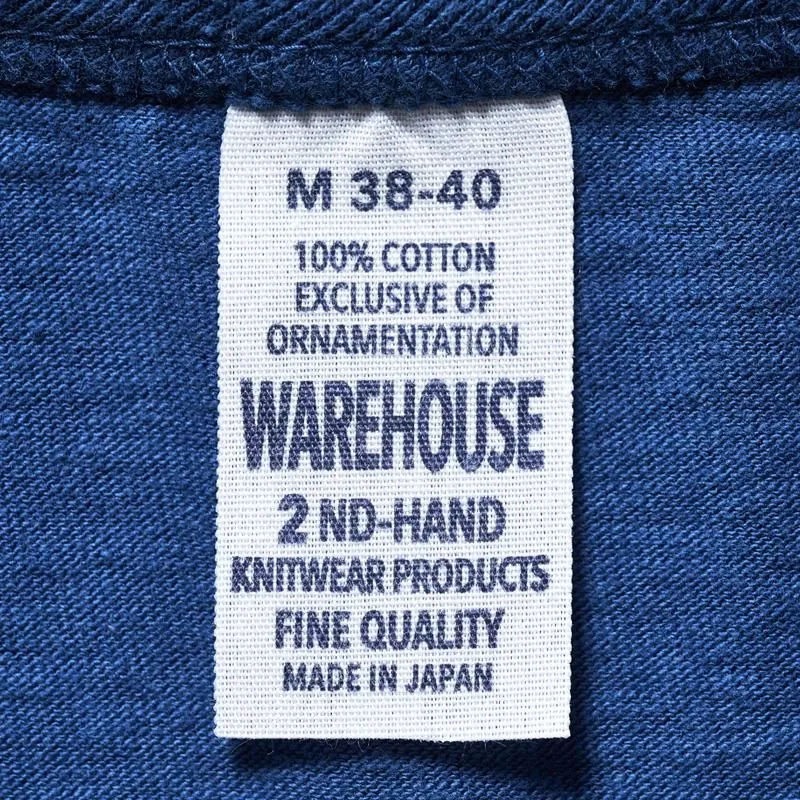 M 38-40
100% COTTON
EXCLUSIVE OF
ORNAMENTATION
WAREHOUSE
2 ND-HAND
KNITWEAR PRODUCTS
FINE QUALITY
MADE IN JAPAN